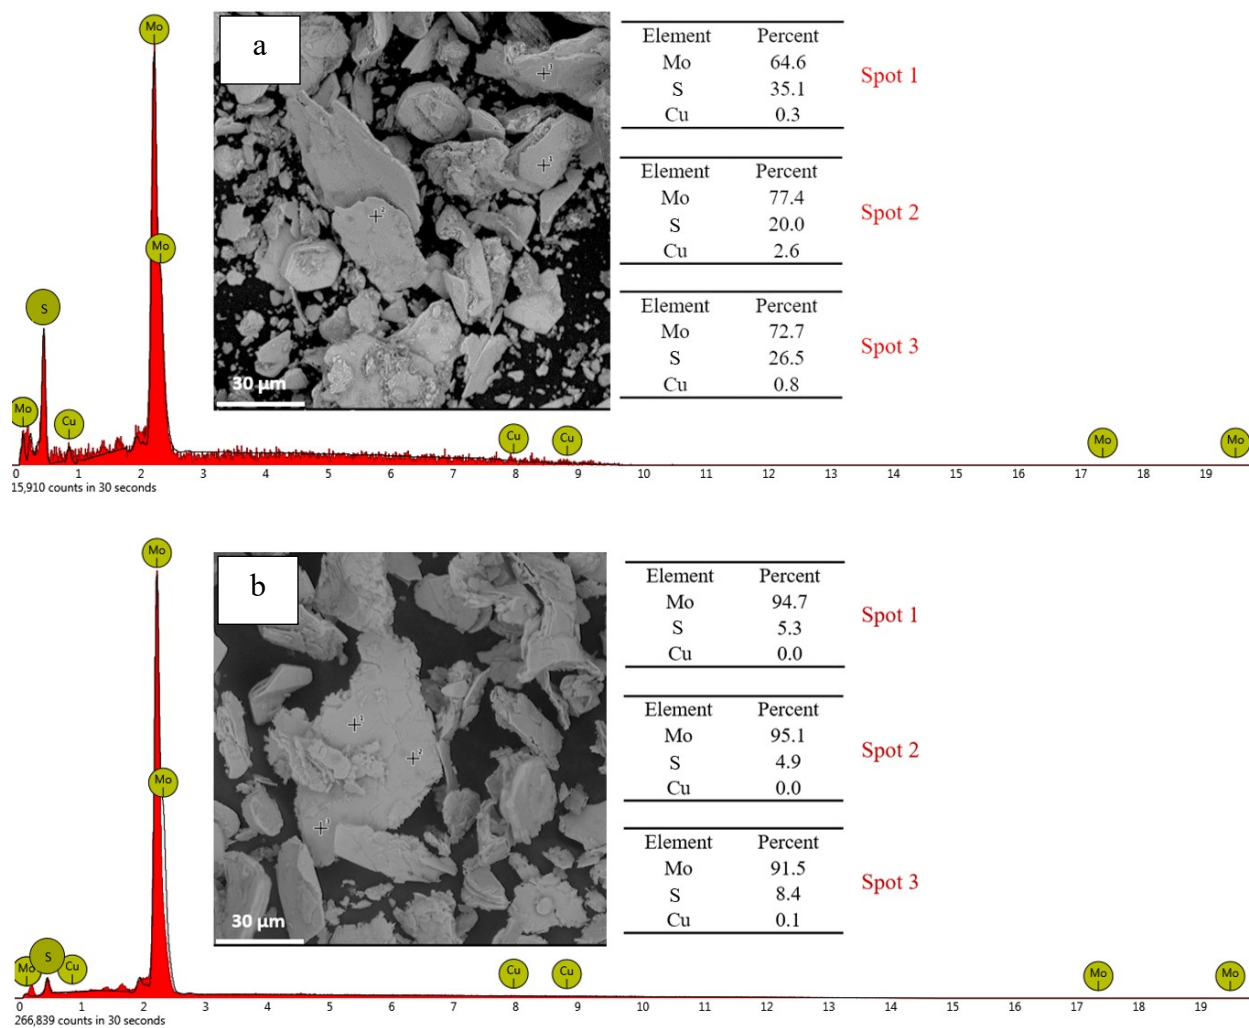 Mo
Mo
S
Mo
Cu
Cu
Cu
Mo
Mo
0 1 2 3 4 5 6 7 8 9 10 11 12 13 14 15 16 17 18 19
15,910 counts in 30 seconds
a
1
2
30 µm
Element Percent
Mo 64.6
S 35.1
Cu 0.3
Spot 1
Element Percent
Mo 77.4
S 20.0
Cu 2.6
Spot 2
Element Percent
Mo 72.7
S 26.5
Cu 0.8
Spot 3
Mo
Mo
S
Mo
Cu
Cu
Cu
Mo
Mo
0 1 2 3 4 5 6 7 8 9 10 11 12 13 14 15 16 17 18 19
266,839 counts in 30 seconds
b
1
2
3
30 µm
Element Percent
Mo 94.7
S 5.3
Cu 0.0
Spot 1
Element Percent
Mo 95.1
S 4.9
Cu 0.0
Spot 2
Element Percent
Mo 91.5
S 8.4
Cu 0.1
Spot 3